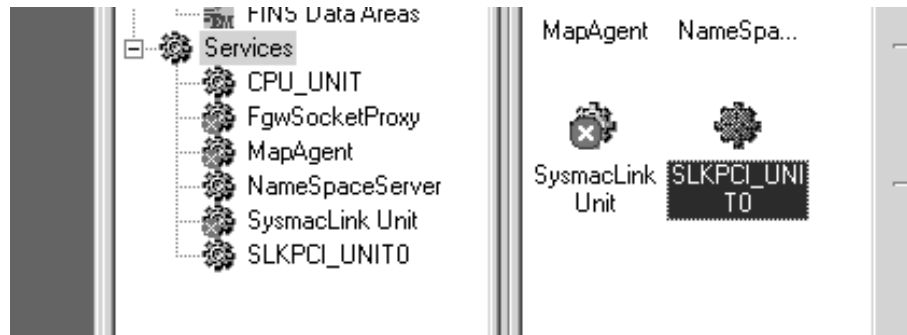 FINS Data Areas
Services
CPU_UNIT
FgwSocketProxy
MapAgent
NameSpaceServer
SysmacLink Unit
SLKPCI_UNIT0
MapAgent
NameSpa...
SysmacLink
Unit
SLKPCI_UNI
T0